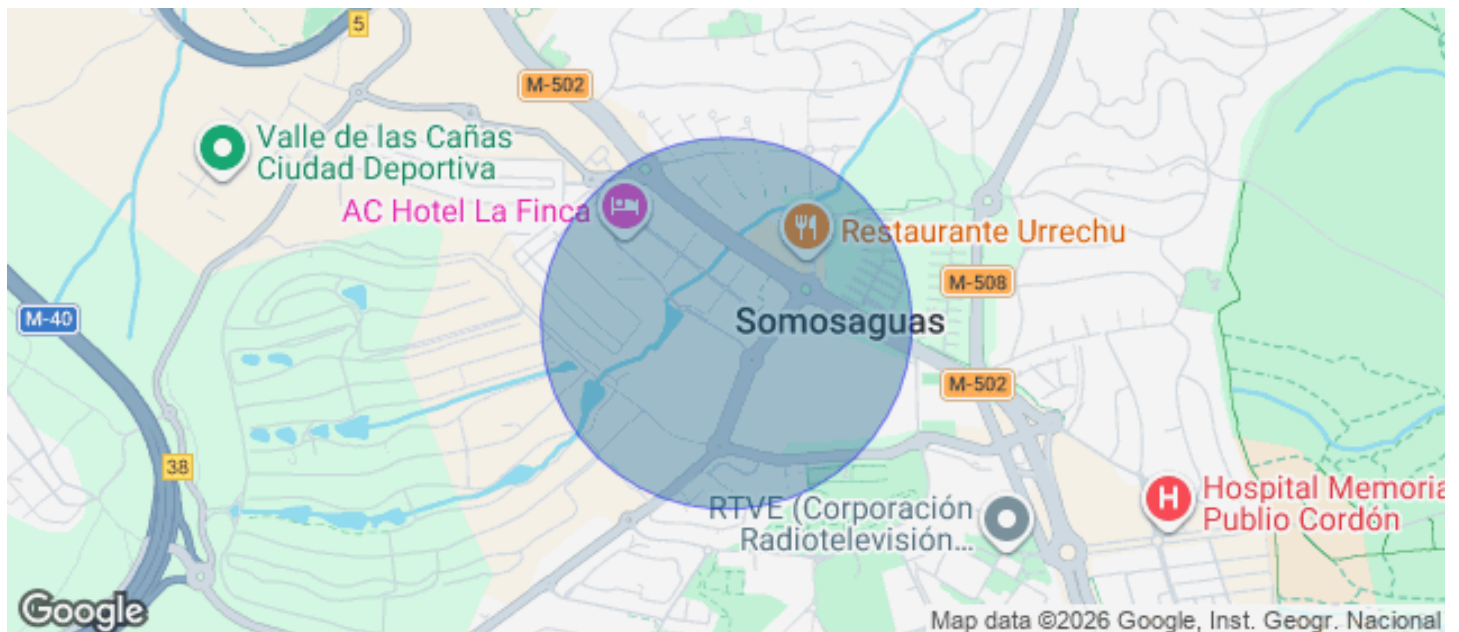 5
M-502
Valle de las Cañas
Ciudad Deportiva
AC Hotel La Finca
Restaurante Urrechu
M-508
M-40
Somosaguas
M-502
38
RTVE (Corporación
Radiotelevisión...
H
Hospital Memoria
Publio Cordón
Google
Map data ©2026 Google, Inst. Geogr. Nacional